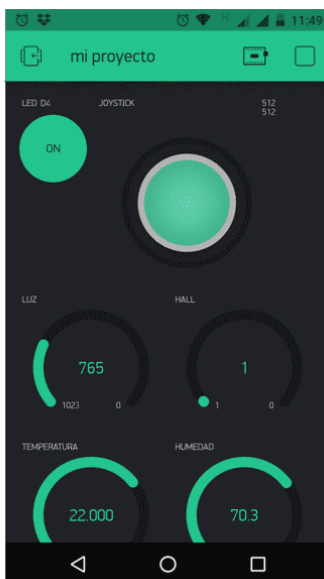 H 11:49
mi proyecto
LED D4 JOYSTICK 512
512
ON
LUZ HALL
765 1
1023 0 1 0
TEMPERATURA HUMEDAD
22.000 70.3